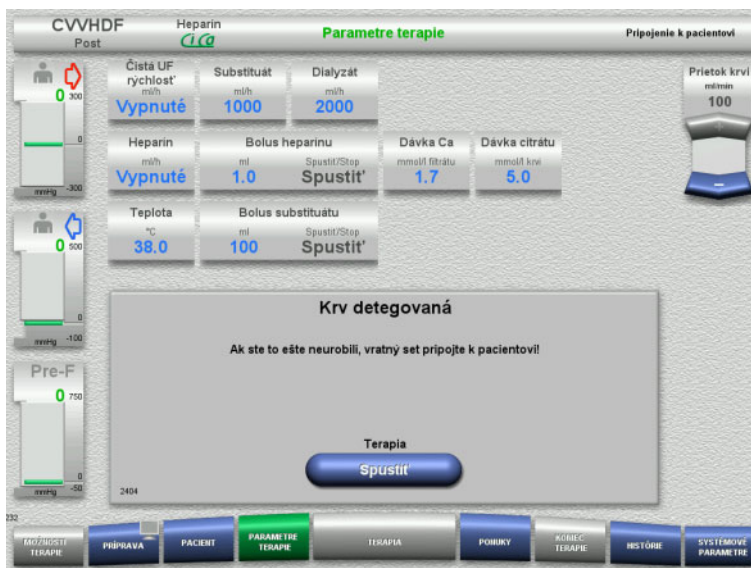 CVVHDF
Post
Heparin
Ci Ca
Parametre terapie
Pripojenie k pacientovi
0
300
0
mmHg -300
Čistá UF
rýchlosť
ml/h
Vypnuté
Substituát
ml/h
1000
Dialyzát
ml/h
2000
Prietok krvi
ml/min
100
+
−
Heparin
ml/h
Vypnuté
Bolus heparínu
ml Spustiť/Stop
1.0 Spustiť
Dávka Ca
mmol/l filtrátu
1.7
Dávka citrátu
mmol/l krvi
5.0
0
500
0
mmHg -100
Teplota
°C
38.0
Bolus substituátu
ml Spustiť/Stop
100 Spustiť
Pre-F
0 750
0
mmHg -50
Krv detegovaná
Ak ste to ešte neurobili, vratný set pripojte k pacientovi!
Terapia
Spustiť
2404
232
MOŽNOSTI
TERAPIE
PRÍPRAVA
PACIENT
PARAMETRE
TERAPIE
TERAPIA
PONUKY
KONIEC
TERAPIE
HISTÓRIE
SYSTÉMOVÉ
PARAMETRE